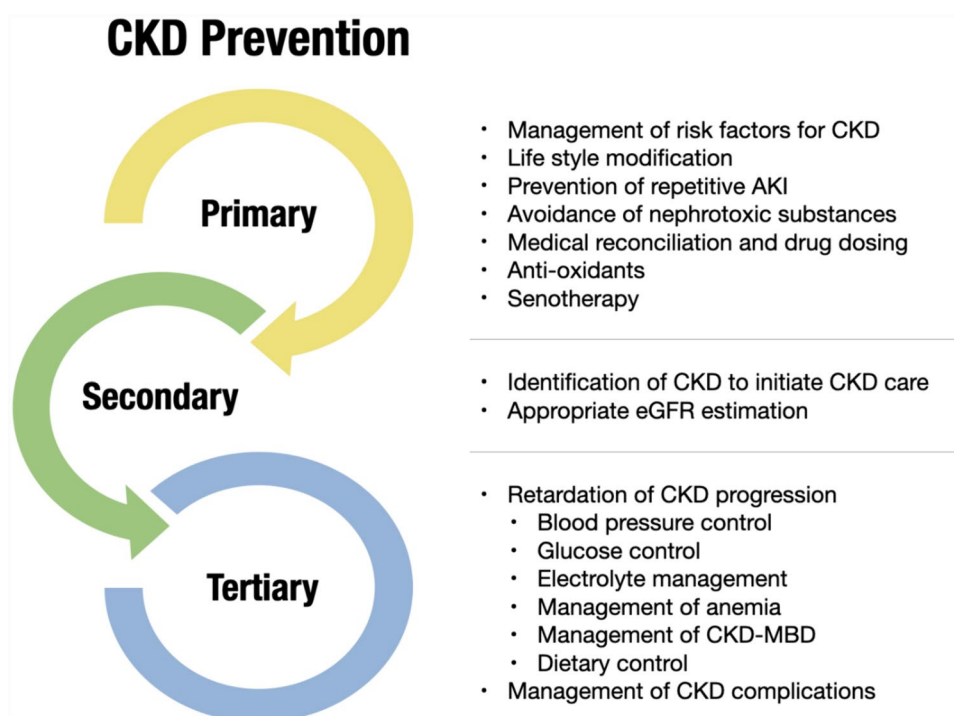 CKD Prevention
Primary
• Management of risk factors for CKD
• Life style modification
• Prevention of repetitive AKI
• Avoidance of nephrotoxic substances
• Medical reconciliation and drug dosing
• Anti-oxidants
• Senotherapy
Secondary
• Identification of CKD to initiate CKD care
• Appropriate eGFR estimation
Tertiary
• Retardation of CKD progression
• Blood pressure control
• Glucose control
• Electrolyte management
• Management of anemia
• Management of CKD-MBD
• Dietary control
• Management of CKD complications